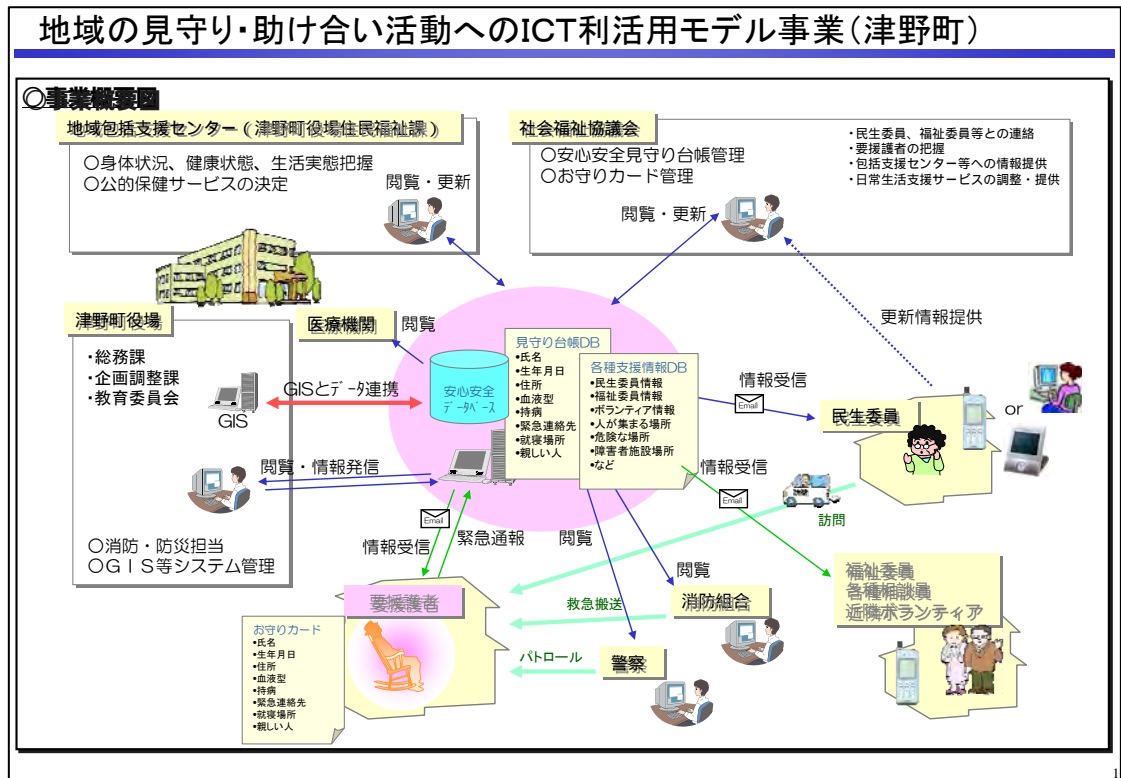 地域の見守り・助け合い活動へのICT利活用モデル事業(津野町)
○事業概要図
地域包括支援センター(津野町役場住民福祉課)
○身体状況、健康状態、生活実態把握
○公的保健サービスの決定
閲覧・更新
社会福祉協議会
○安心安全見守り台帳管理
○お守りカード管理
閲覧・更新
・民生委員、福祉委員等との連絡
・要援護者の把握
・包括支援センター等への情報提供
・日常生活支援サービスの調整・提供
津野町役場
・総務課
・企画調整課
・教育委員会
GIS
医療機関
閲覧
GISとデータ連携
安心安全
データベース
見守り台帳DB
•氏名
•生年月日
•住所
•血液型
•持病
•緊急連絡先
•就寝場所
•親しい人
各種支援情報DB
•民生委員情報
•福祉委員情報
•ボランティア情報
•人が集まる場所
•危険な場所
•障害者施設場所
•など
更新情報提供
情報受信
Email
民生委員
or
閲覧・情報発信
○消防・防災担当
○GIS等システム管理
Email
情報受信
緊急通報
閲覧
情報受信
Email
訪問
閲覧
要援護者
救急搬送
消防組合
パトロール
警察
福祉委員
各種相談員
近隣ボランティア
お守りカード
•氏名
•生年月日
•住所
•血液型
•持病
•緊急連絡先
•就寝場所
•親しい人
1